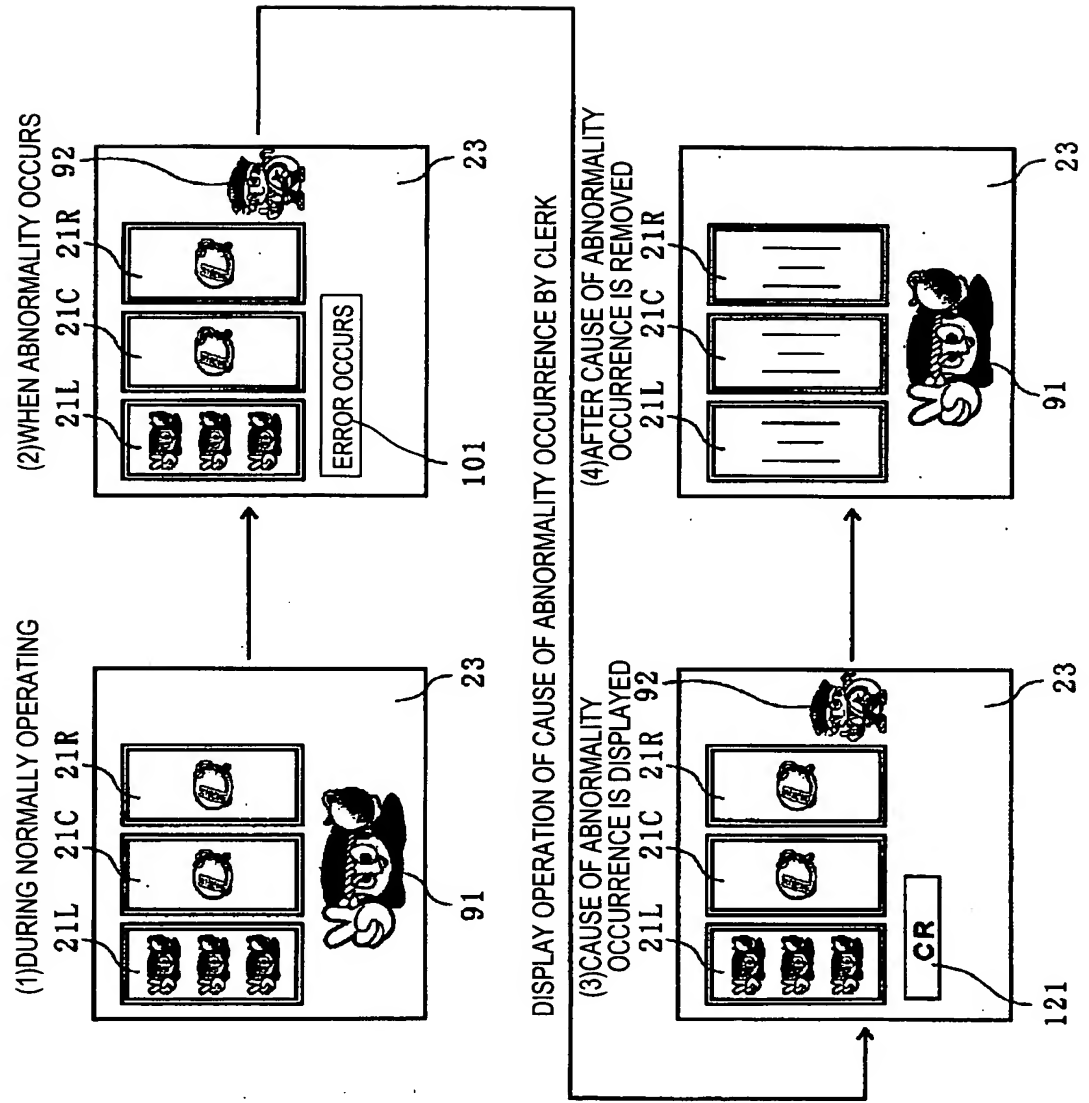 (1)DURING NORMALLY OPERATING
21L 21C 21R
91
23
(2)WHEN ABNORMALITY OCCURS
21L 21C 21R 92
ERROR OCCURS
101
23
DISPLAY OPERATION OF CAUSE OF ABNORMALITY OCCURRENCE BY CLERK
(3)CAUSE OF ABNORMALITY
OCCURRENCE IS DISPLAYED
21L 21C 21R 92
CR
121
23
(4)AFTER CAUSE OF ABNORMALITY
OCCURRENCE IS REMOVED
21L 21C 21R
91
23